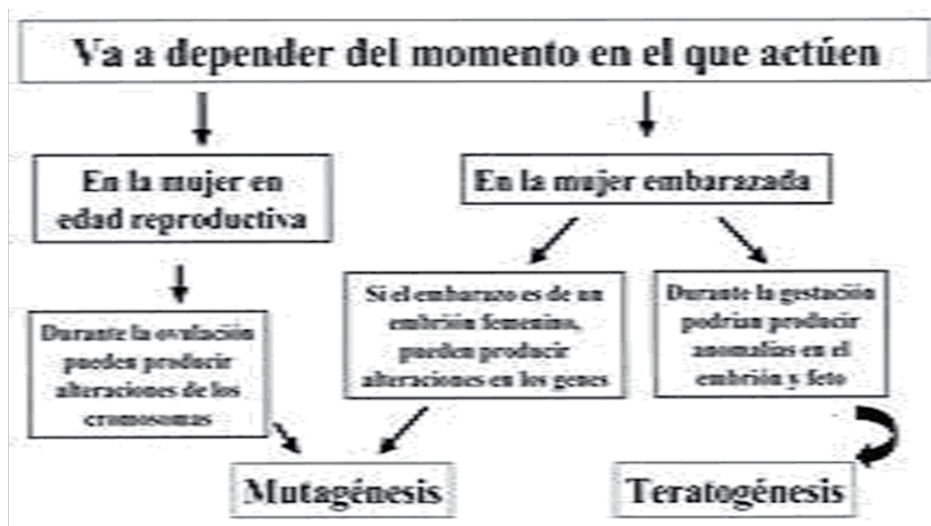 Va a depender del momento en el que actúen
En la mujer en
edad reproductiva
En la mujer embarazada
Durante la ovulación
pueden producir
alteraciones de los
cromosomas
Si el embarazo es de un
embrión femenino,
pueden producir
alteraciones en los genes
Durante la gestación
podrían producir
anomalías en el
embrión y feto
Mutagénesis
Teratogénesis